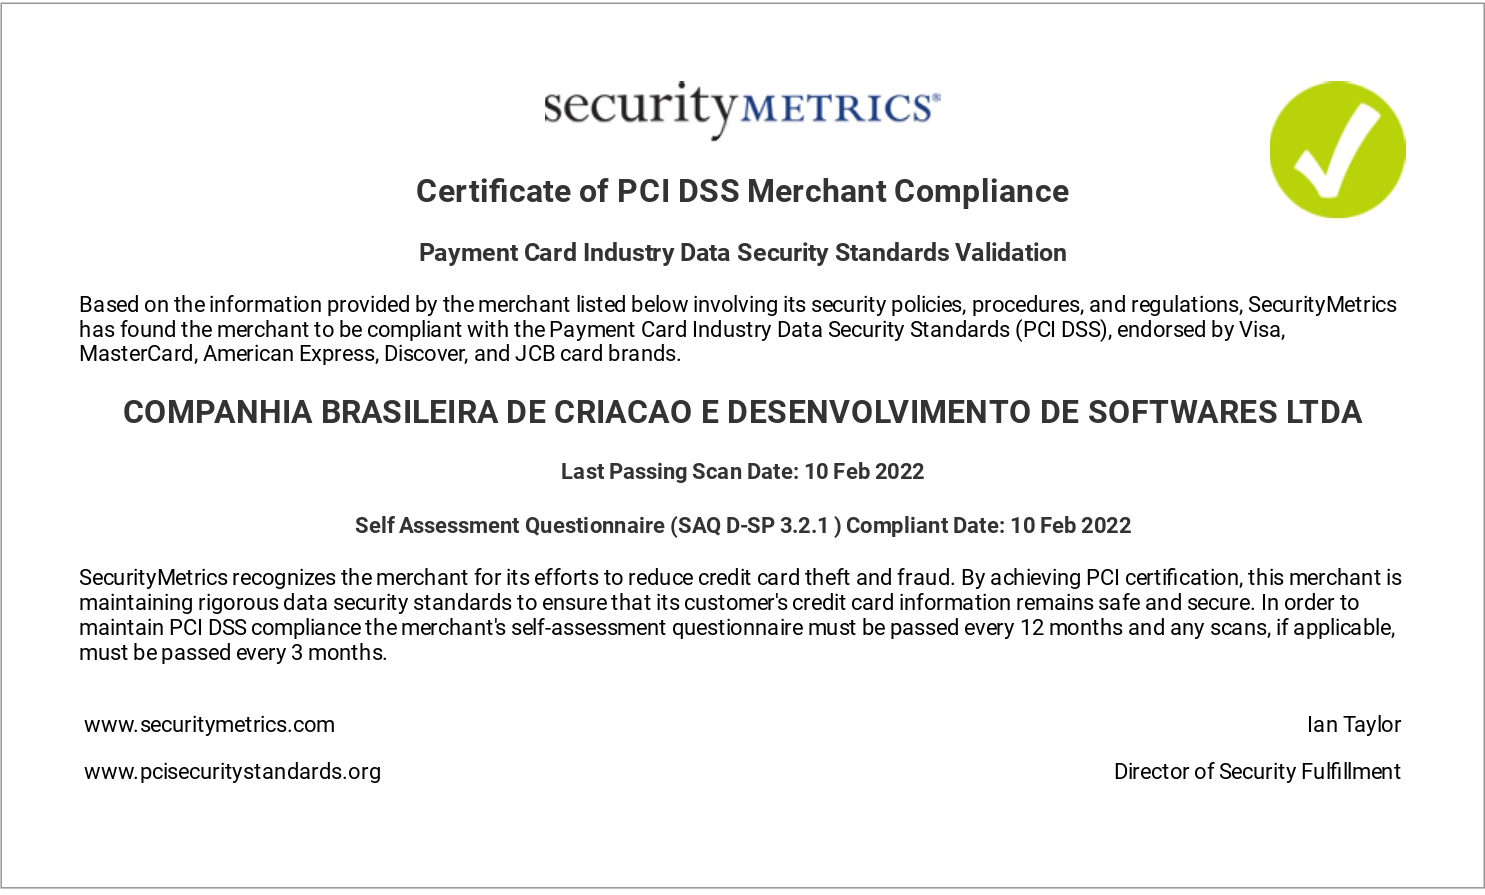 securityMETRICS®
Certificate of PCI DSS Merchant Compliance
Payment Card Industry Data Security Standards Validation
Based on the information provided by the merchant listed below involving its security policies, procedures, and regulations, SecurityMetrics
has found the merchant to be compliant with the Payment Card Industry Data Security Standards (PCI DSS), endorsed by Visa,
MasterCard, American Express, Discover, and JCB card brands.
COMPANHIA BRASILEIRA DE CRIACAO E DESENVOLVIMENTO DE SOFTWARES LTDA
Last Passing Scan Date: 10 Feb 2022
Self Assessment Questionnaire (SAQ D-SP 3.2.1 ) Compliant Date: 10 Feb 2022
SecurityMetrics recognizes the merchant for its efforts to reduce credit card theft and fraud. By achieving PCI certification, this merchant is
maintaining rigorous data security standards to ensure that its customer's credit card information remains safe and secure. In order to
maintain PCI DSS compliance the merchant's self-assessment questionnaire must be passed every 12 months and any scans, if applicable,
must be passed every 3 months.
www.securitymetrics.com
Ian Taylor
www.pcisecuritystandards.org
Director of Security Fulfillment